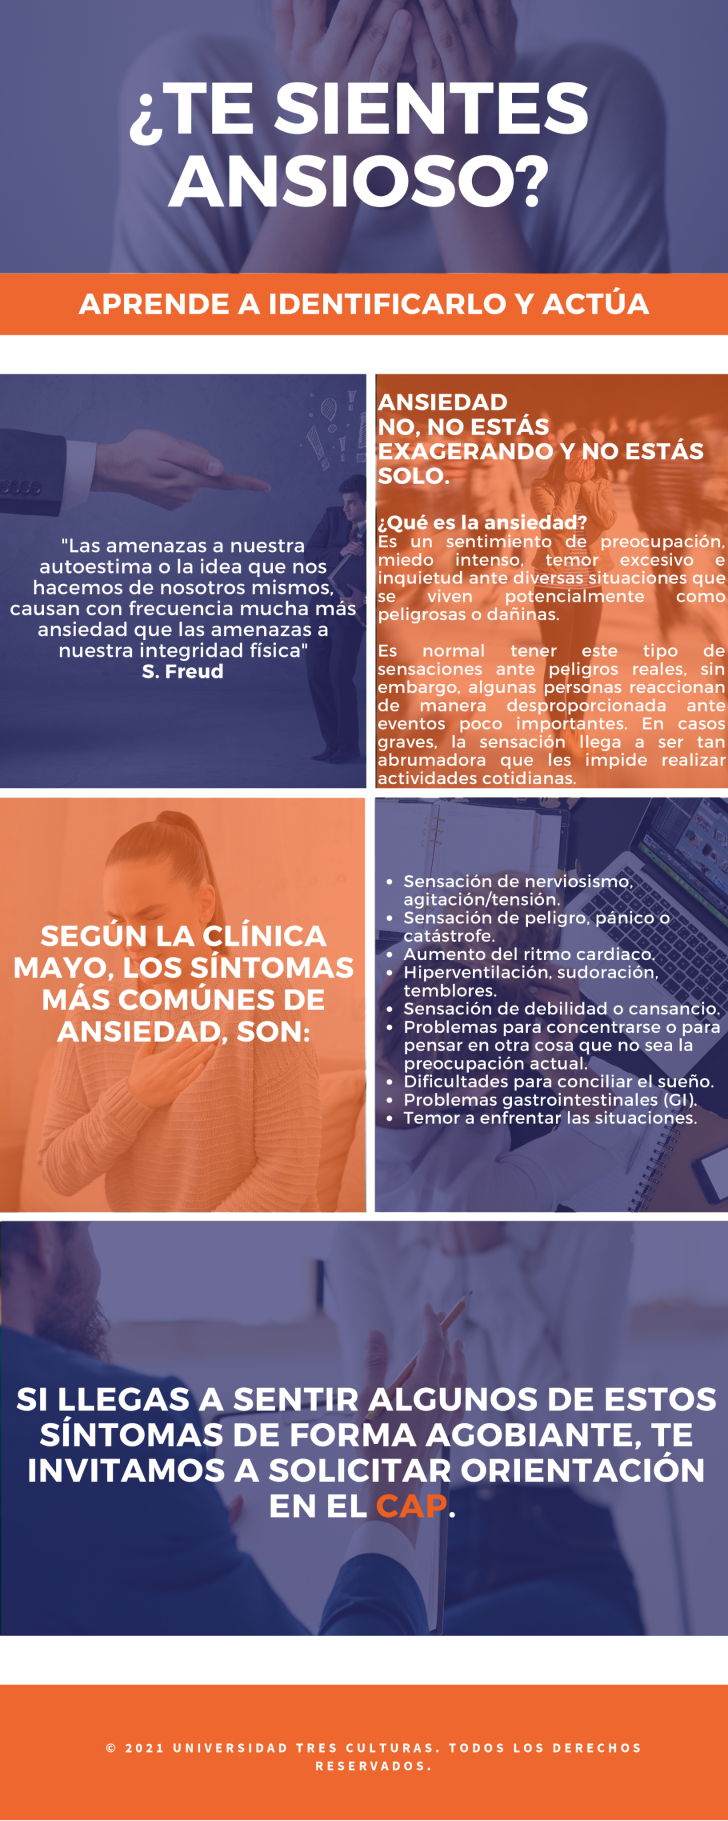 ¿TE SIENTES
ANSIOSO?
APRENDE A IDENTIFICARLO Y ACTÚA
"Las amenazas a nuestra
autoestima o la idea que nos
hacemos de nosotros mismos,
causan con frecuencia mucha más
ansiedad que las amenazas a
nuestra integridad física"
S. Freud
ANSIEDAD
NO, NO ESTÁS
EXAGERANDO Y NO ESTÁS
SOLO.
¿Qué es la ansiedad?
Es un sentimiento de preocupación,
miedo intenso, temor excesivo e
inquietud ante diversas situaciones que
se viven potencialmente como
peligrosas o dañinas.
Es normal tener este tipo de
sensaciones ante peligros reales, sin
embargo, algunas personas reaccionan
de manera desproporcionada ante
eventos poco importantes. En casos
graves, la sensación llega a ser tan
abrumadora que les impide realizar
actividades cotidianas.
SEGÚN LA CLÍNICA
MAYO, LOS SÍNTOMAS
MÁS COMÚNES DE
ANSIEDAD, SON:
• Sensación de nerviosismo,
agitación/tensión.
• Sensación de peligro, pánico o
catástrofe.
• Aumento del ritmo cardiaco.
• Hiperventilación, sudoración,
temblores.
• Sensación de debilidad o cansancio.
• Problemas para concentrarse o para
pensar en otra cosa que no sea la
preocupación actual.
• Dificultades para conciliar el sueño.
• Problemas gastrointestinales (GI).
• Temor a enfrentar las situaciones.
SI LLEGAS A SENTIR ALGUNOS DE ESTOS
SÍNTOMAS DE FORMA AGOBIANTE, TE
INVITAMOS A SOLICITAR ORIENTACIÓN
EN EL CAP.
© 2021 UNIVERSIDAD TRES CULTURAS. TODOS LOS DERECHOS
RESERVADOS.